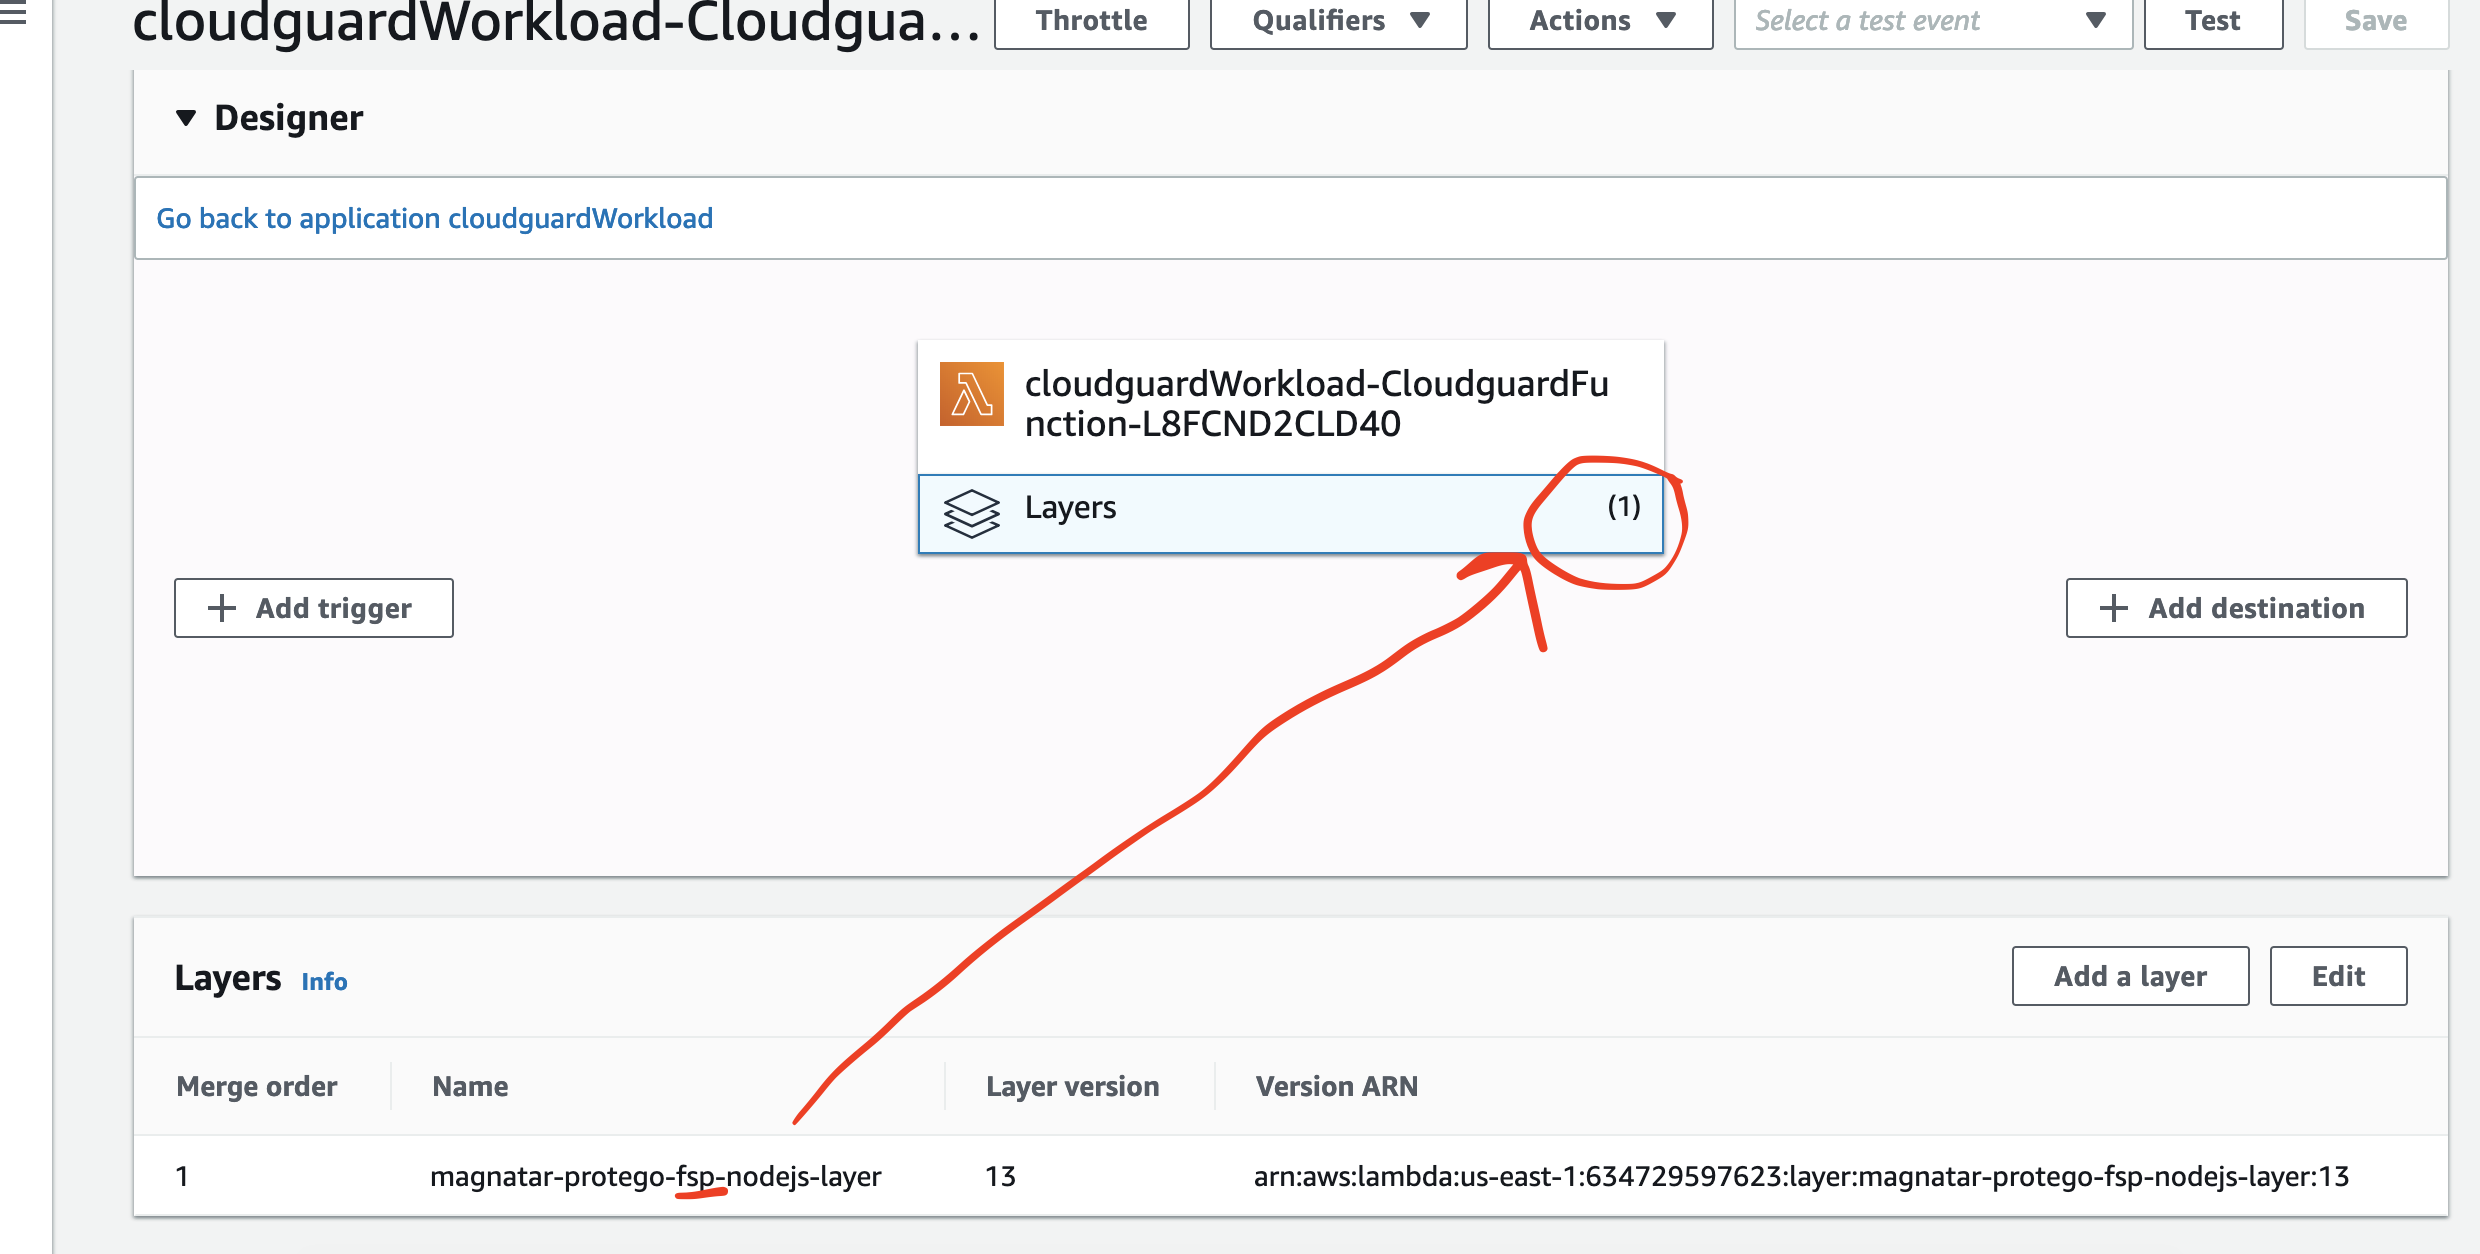 cloudguardWorkload-Cloudgua...
Throttle
Qualifiers
Actions
Select a test event
Test
Save
Designer
Go back to application cloudguardWorkload
cloudguardWorkload-CloudguardFu
nction-L8FCND2CLD40
Layers (1)
Add trigger
Add destination
Layers Info
Add a layer
Edit
Merge order Name Layer version Version ARN
1 magnatar-protego-fsp-nodejs-layer 13 arn:aws:lambda:us-east-1:634729597623:layer:magnatar-protego-fsp-nodejs-layer:13